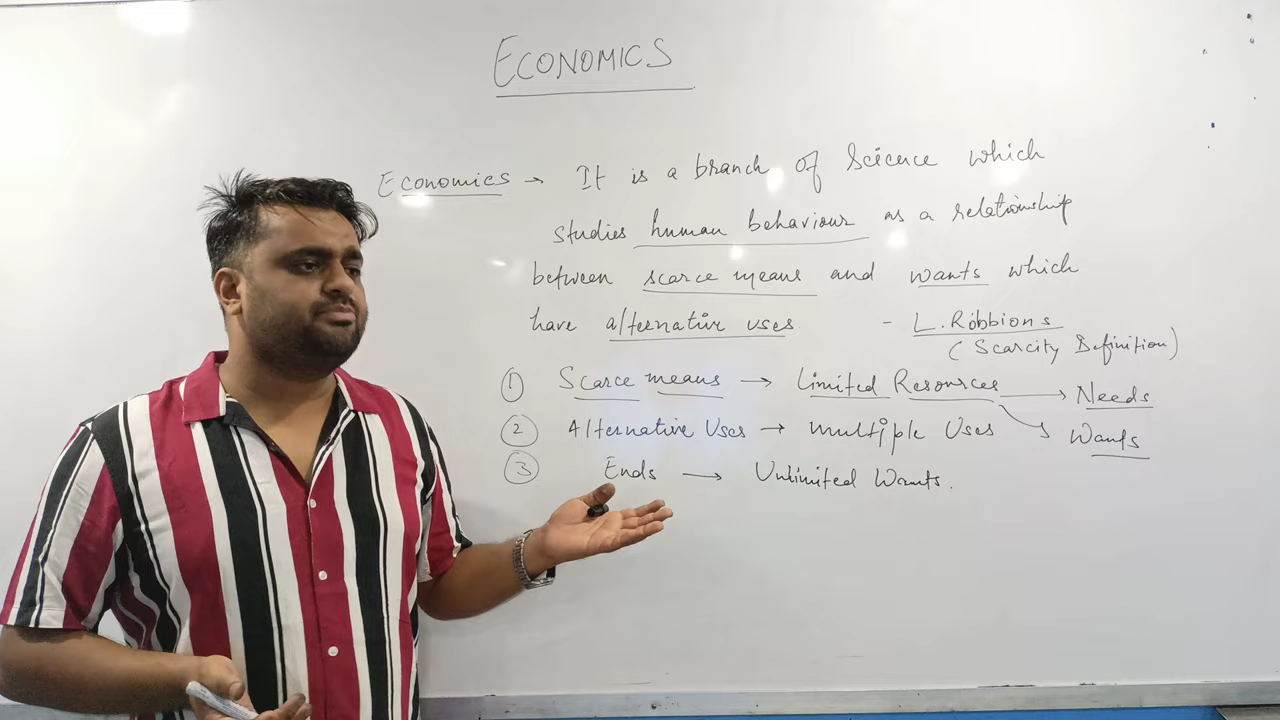 ECONOMICS
Economics → It is a branch of Science which
studies human behaviour as a relationship
between scarce means and wants which
have alternative uses - L. Robbions
(Scarcity Definition)
① Scarce means → Limited Resources → Needs
② Alternative Uses → multiple Uses → Wants
③ Ends → Unlimited Wants.